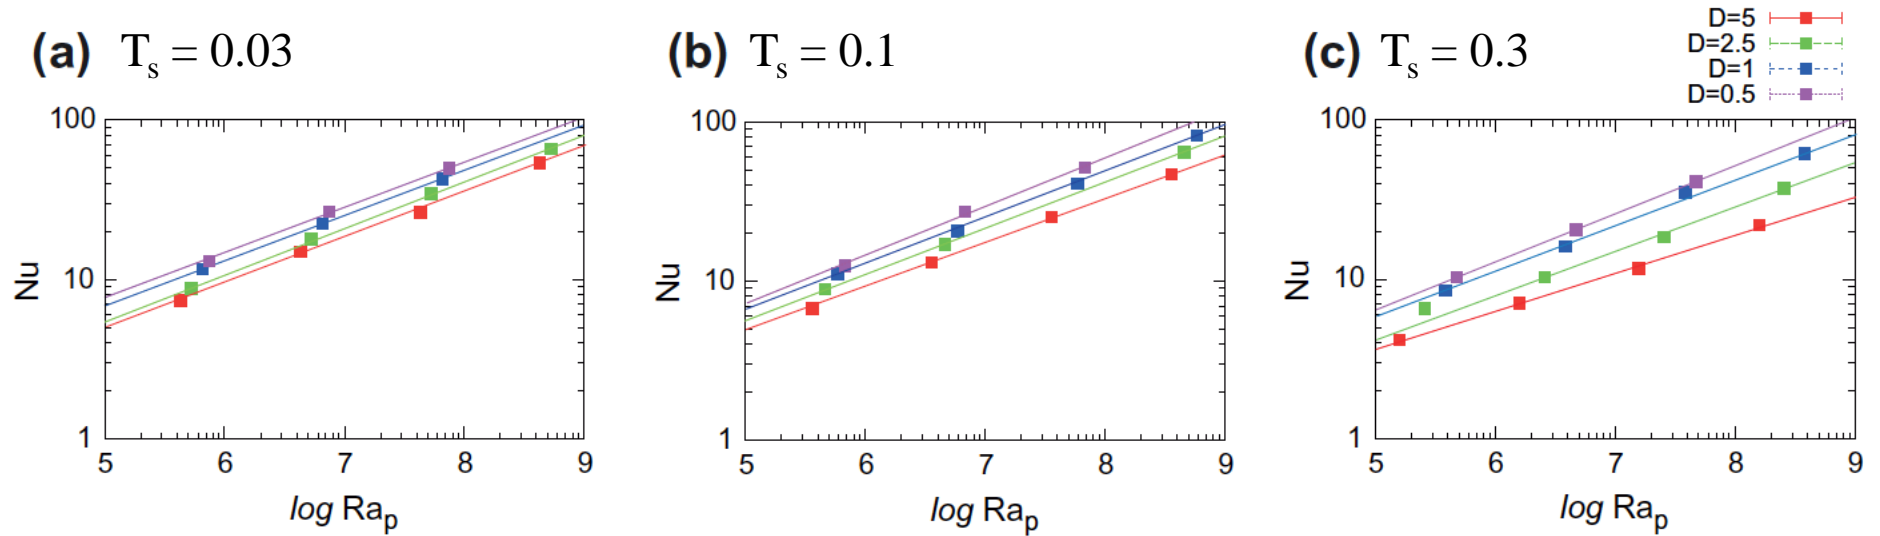 (a) Tₛ = 0.03
100
10
1
Nu
5 6 7 8 9
log Raₚ
(b) Tₛ = 0.1
100
10
1
Nu
5 6 7 8 9
log Raₚ
(c) Tₛ = 0.3
D=5
D=2.5
D=1
D=0.5
100
10
1
Nu
5 6 7 8 9
log Raₚ